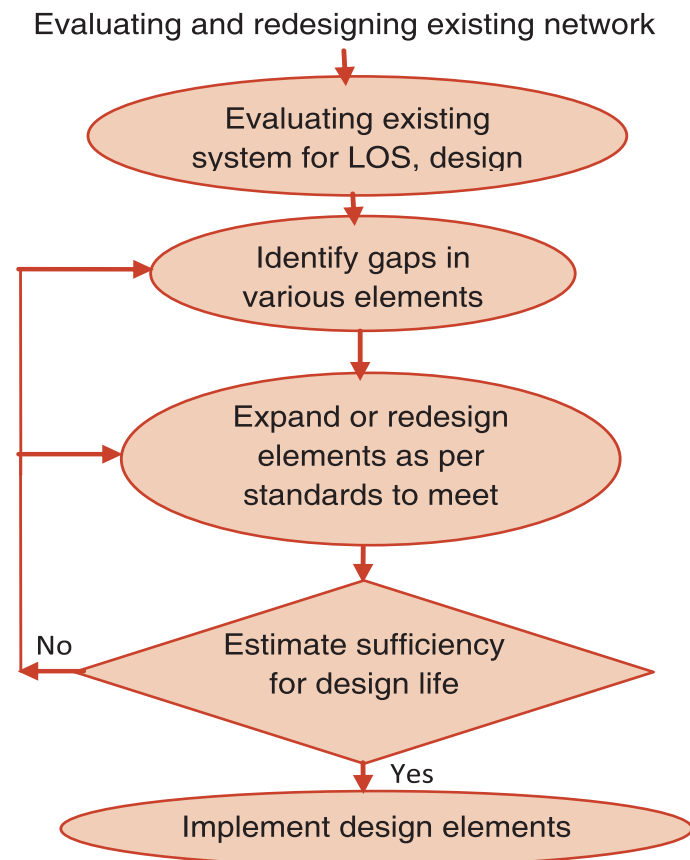 Evaluating and redesigning existing network
Evaluating existing
system for LOS, design
Identify gaps in
various elements
Expand or redesign
elements as per
standards to meet
Estimate sufficiency
for design life
No
Yes
Implement design elements